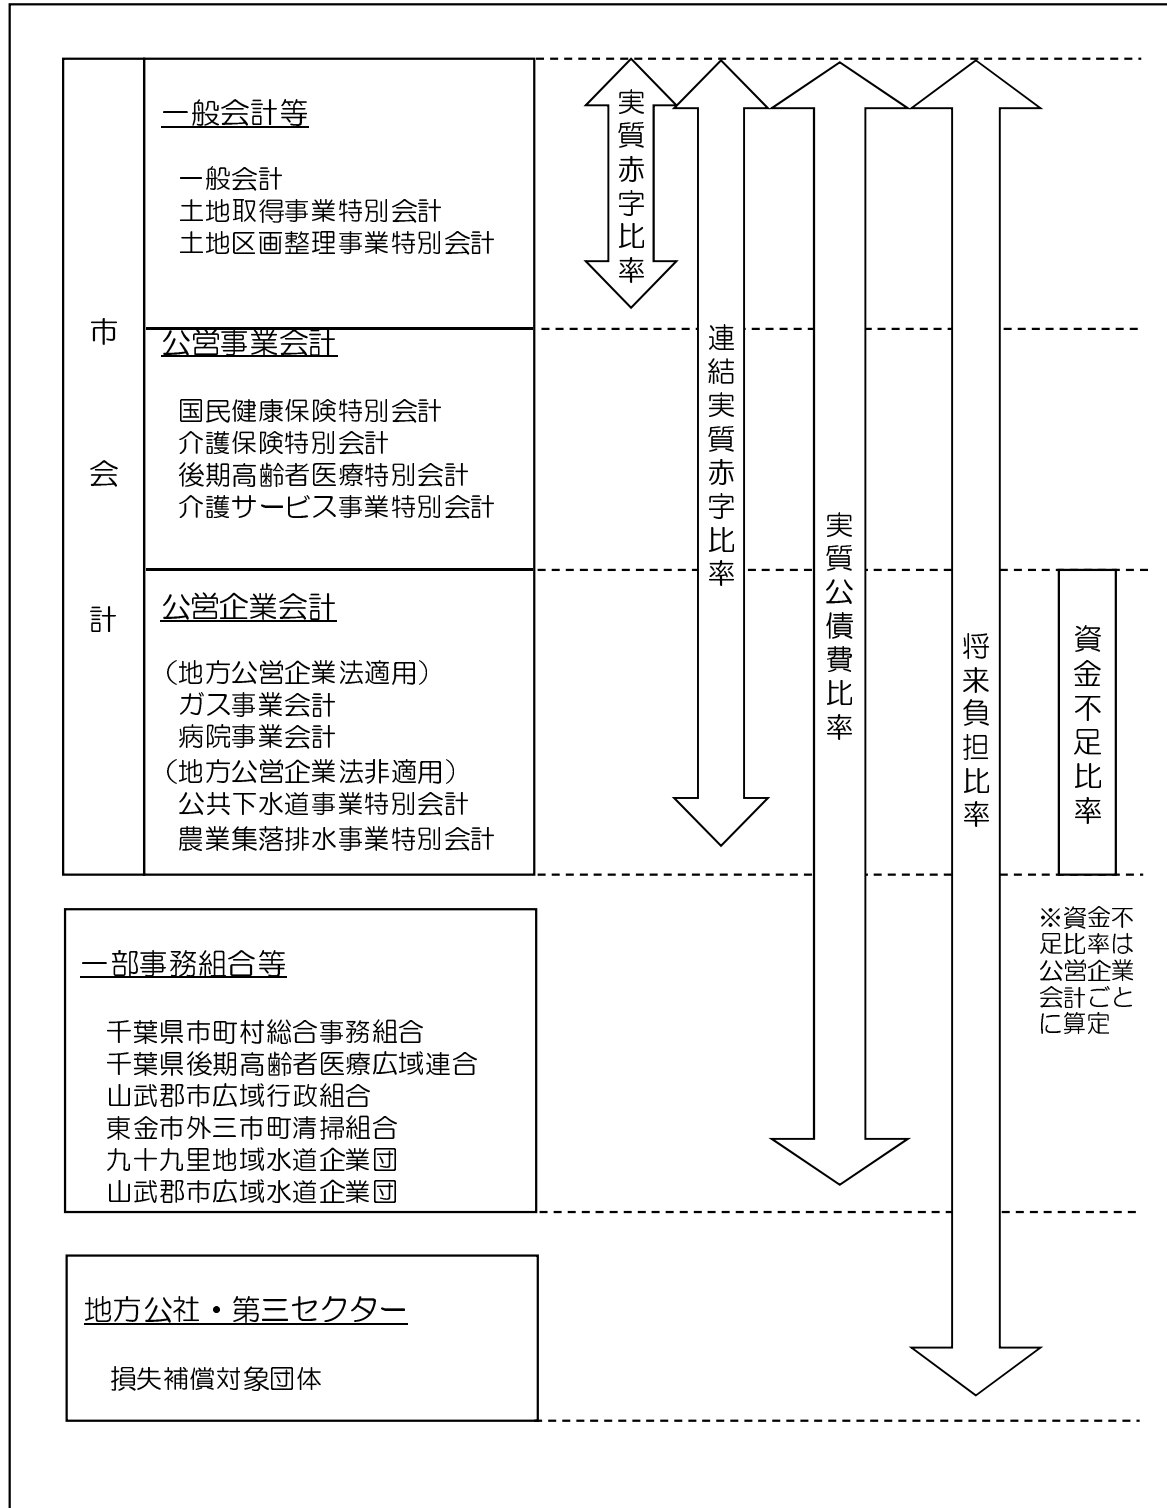 市会計
一般会計等
一般会計
土地取得事業特別会計
土地区画整理事業特別会計
公営事業会計
国民健康保険特別会計
介護保険特別会計
後期高齢者医療特別会計
介護サービス事業特別会計
公営企業会計
（地方公営企業法適用）
ガス事業会計
病院事業会計
（地方公営企業法非適用）
公共下水道事業特別会計
農業集落排水事業特別会計
一部事務組合等
千葉県市町村総合事務組合
千葉県後期高齢者医療広域連合
山武郡市広域行政組合
東金市外三市町清掃組合
九十九里地域水道企業団
山武郡市広域水道企業団
地方公社・第三セクター
損失補償対象団体
実質赤字比率
連結実質赤字比率
実質公債費比率
将来負担比率
資金不足比率
※資金不
足比率は
公営企業
会計ごと
に算定